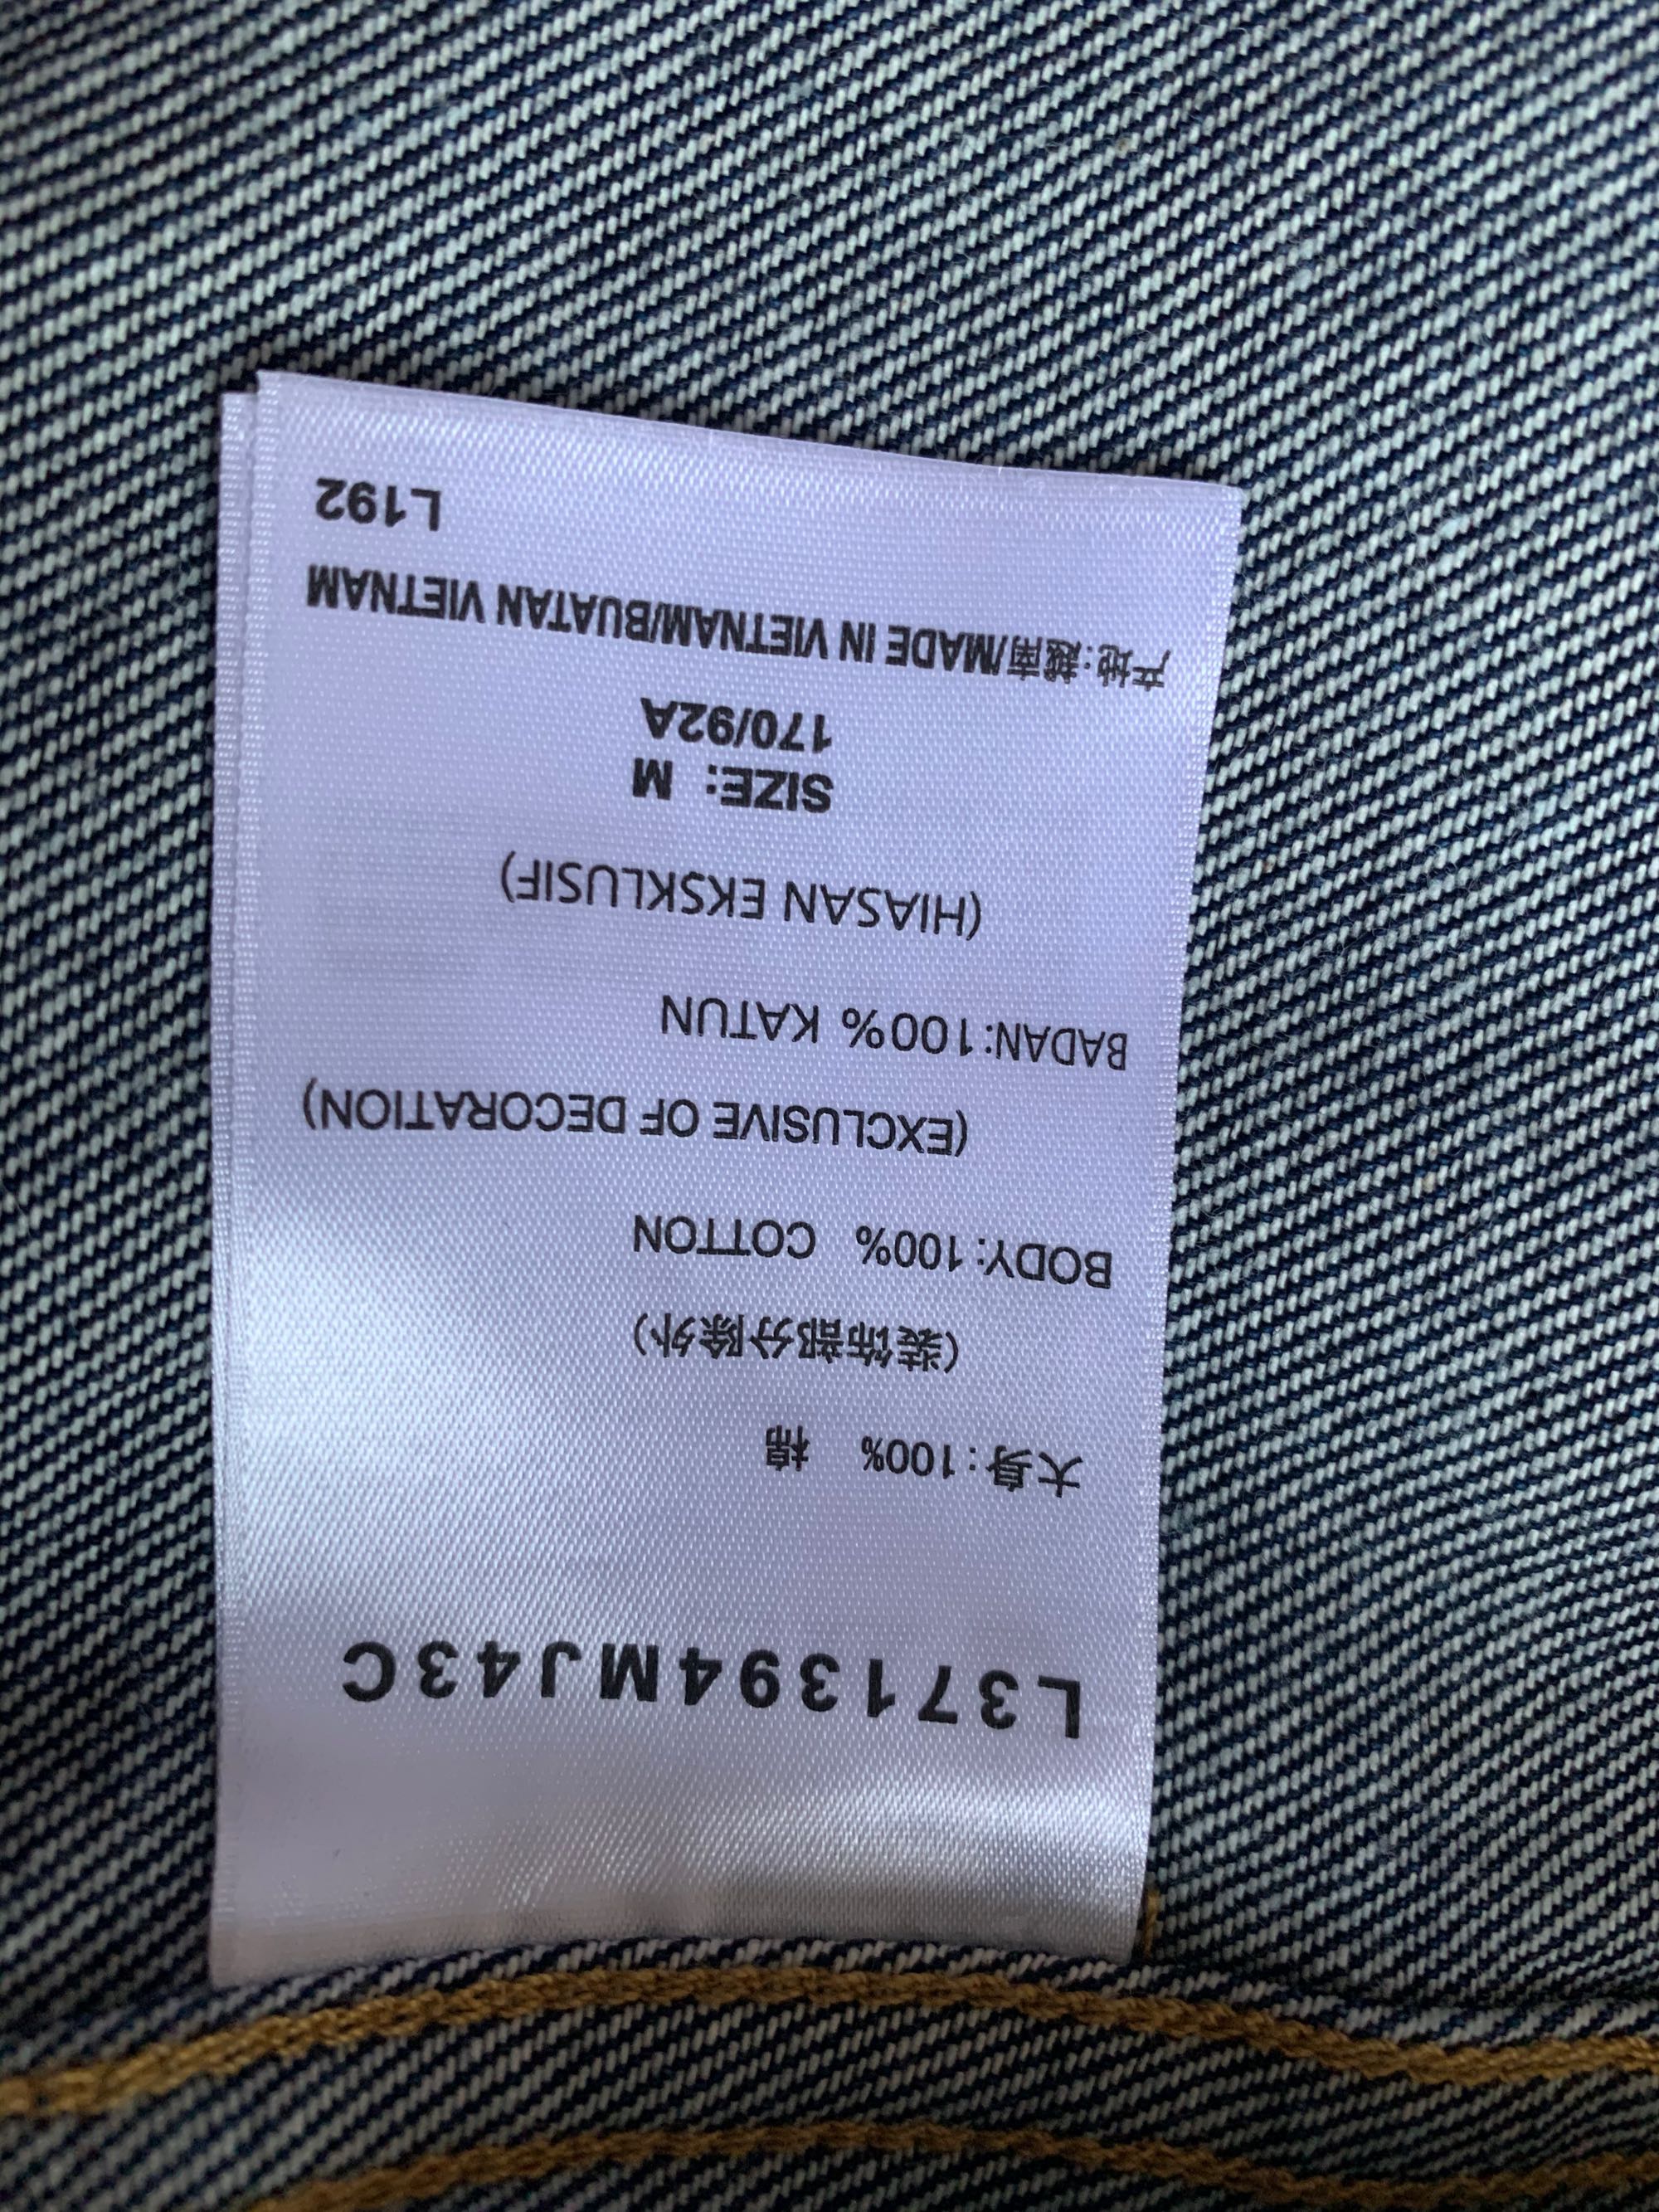 L371394MJ43C
大身:100% 棉
(装饰部分除外)
BODY:100% COTTON
(EXCLUSIVE OF DECORATION)
BADAN:100% KATUN
(HIASAN EKSKLUSIF)
SIZE: M
170/92A
产地:越南/MADE IN VIETNAM/BUATAN VIETNAM
L192